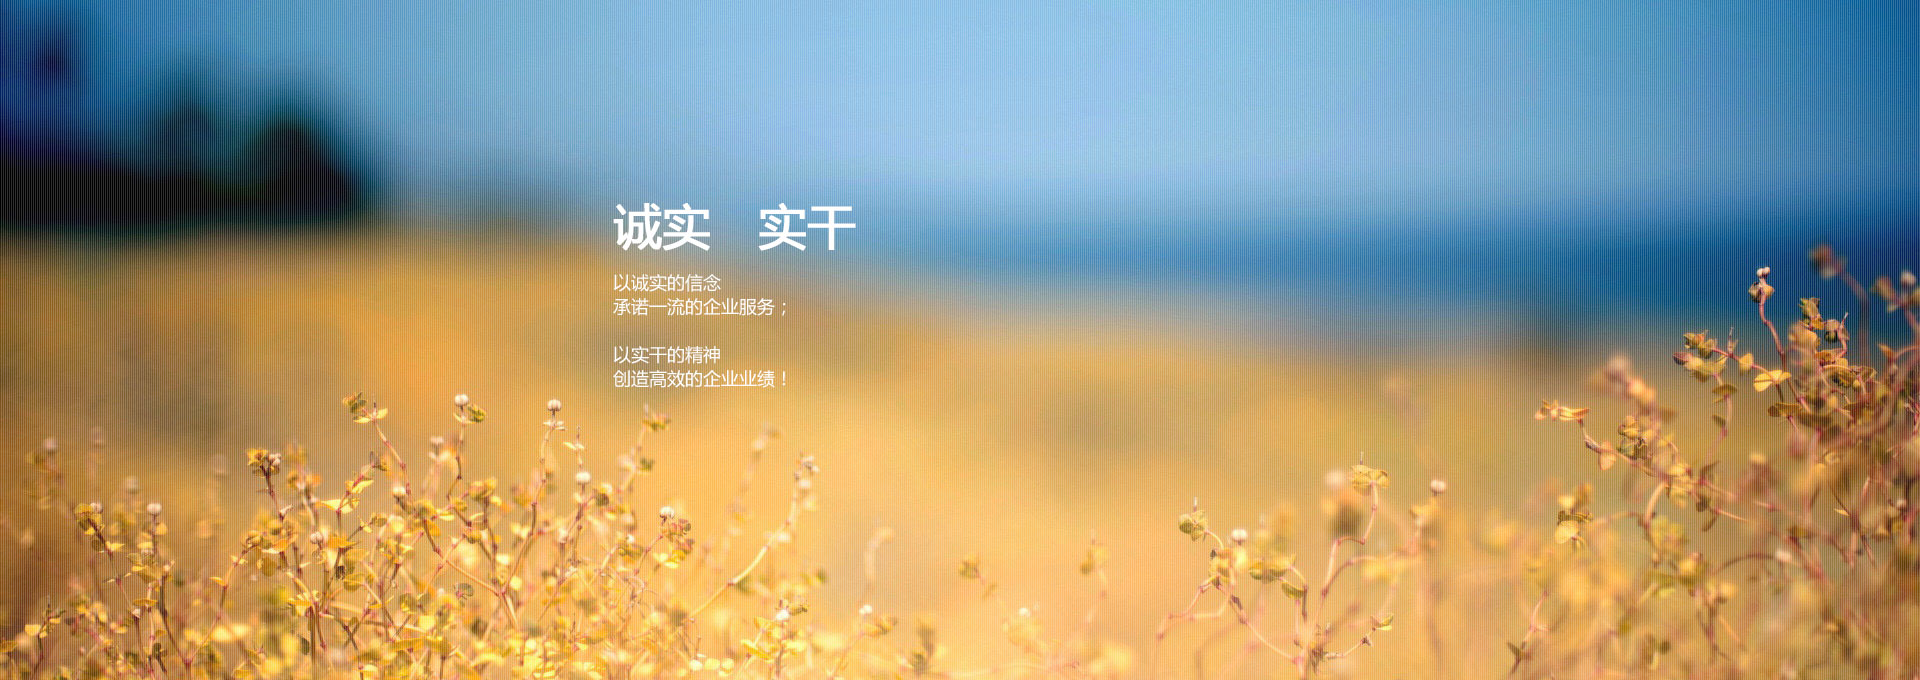 诚实　实干
以诚实的信念
承诺一流的企业服务；
以实干的精神
创造高效的企业业绩！